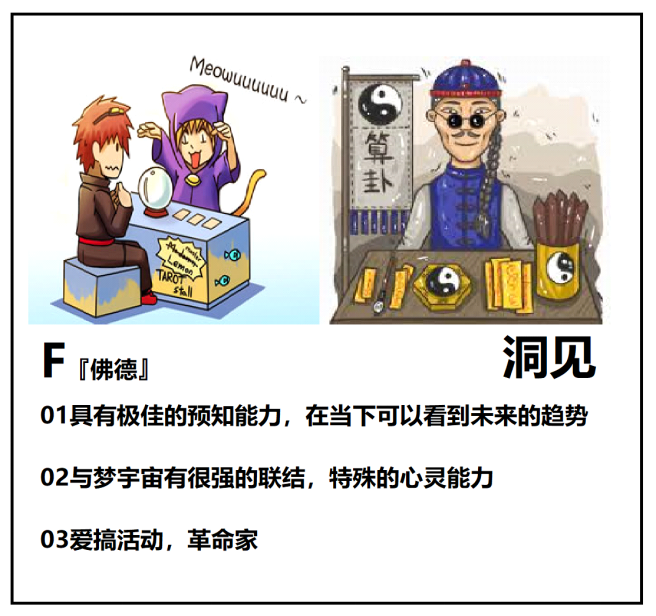 Meowuuuuuu ~
算
卦
Lemon
TAROT
stall
F『佛德』
洞见
01具有极佳的预知能力，在当下可以看到未来的趋势
02与梦宇宙有很强的联结，特殊的心灵能力
03爱搞活动，革命家